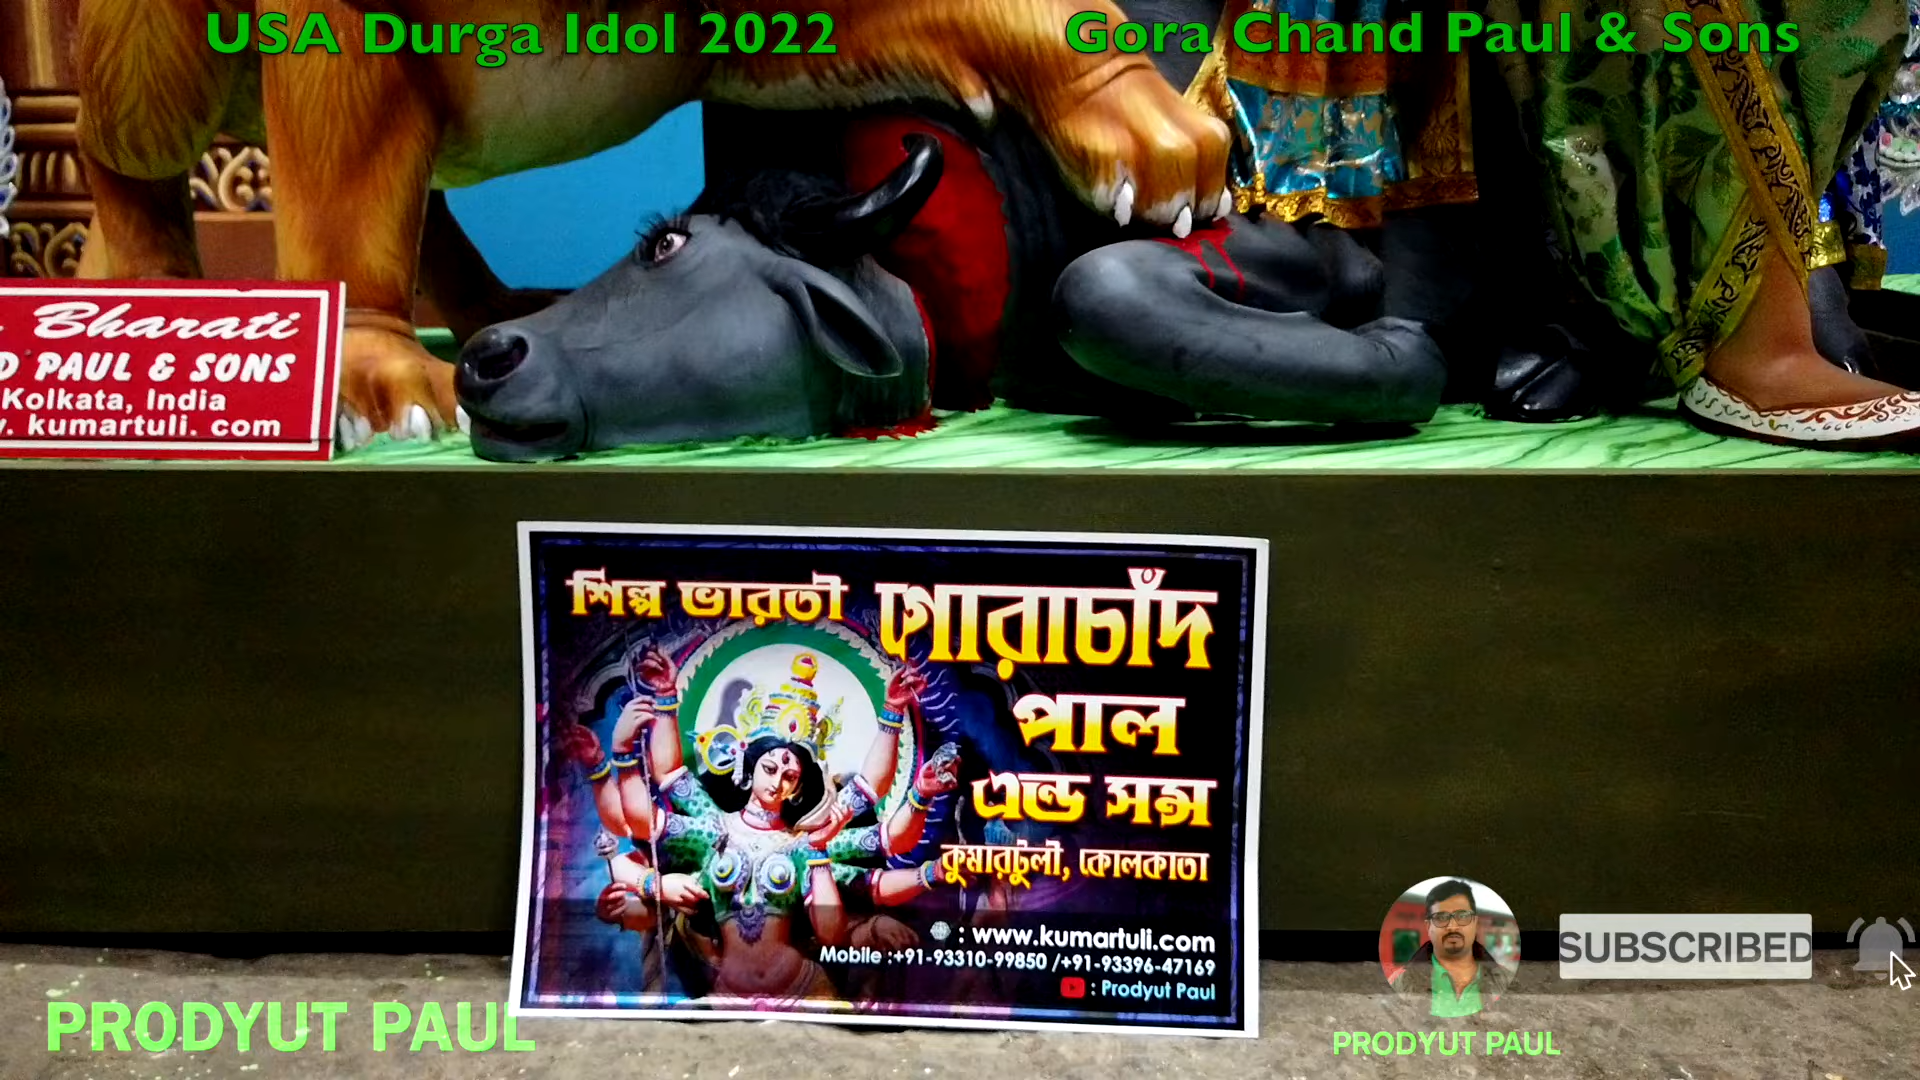 USA Durga Idol 2022
Gora Chand Paul & Sons
Bharati
D PAUL & SONS
Kolkata, India
. kumartuli. com
শিল্প ভারতী
গোরাচাঁদ
পাল
এন্ড সন্স
কুমারটুলী, কোলকাতা
: www.kumartuli.com
Mobile :+91-93310-99850 /+91-93396-47169
: Prodyut Paul
PRODYUT PAUL
SUBSCRIBED
PRODYUT PAUL